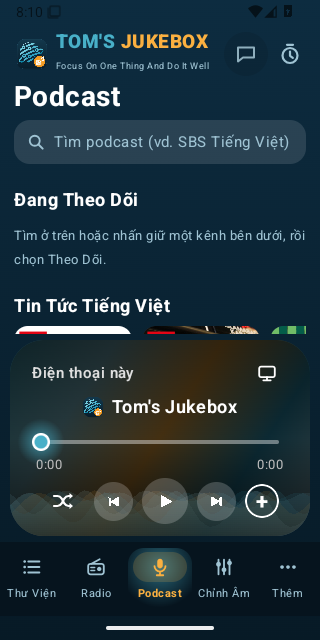 8:10
TOM'S JUKEBOX
Focus On One Thing And Do It Well
Podcast
Tìm podcast (vd. SBS Tiếng Việt)
Đang Theo Dõi
Tìm ở trên hoặc nhấn giữ một kênh bên dưới, rồi
chọn Theo Dõi.
Tin Tức Tiếng Việt
Điện thoại này
Tom's Jukebox
0:00
0:00
Thư Viện
Radio
Podcast
Chỉnh Âm
Thêm